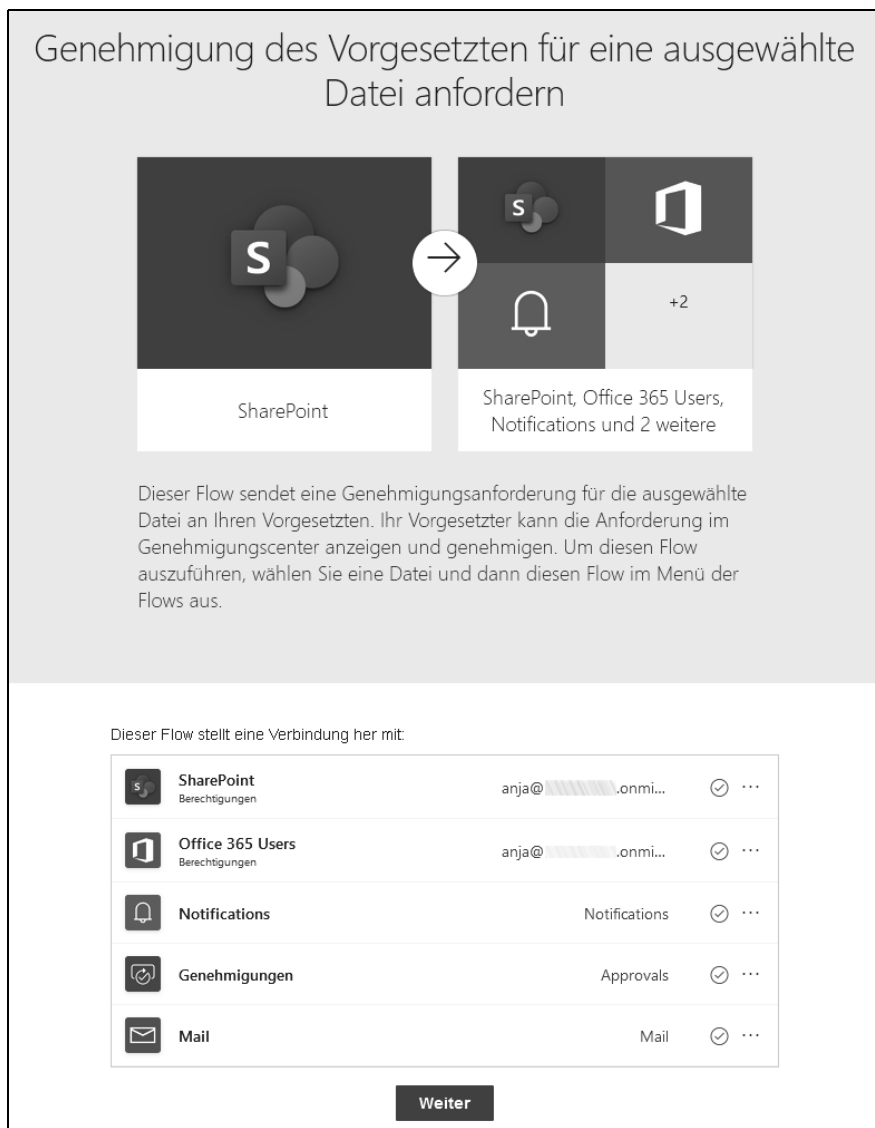 Genehmigung des Vorgesetzten für eine ausgewählte
Datei anfordern
S
S
+2
SharePoint
SharePoint, Office 365 Users,
Notifications und 2 weitere
Dieser Flow sendet eine Genehmigungsanforderung für die ausgewählte
Datei an Ihren Vorgesetzten. Ihr Vorgesetzter kann die Anforderung im
Genehmigungscenter anzeigen und genehmigen. Um diesen Flow
auszuführen, wählen Sie eine Datei und dann diesen Flow im Menü der
Flows aus.
Dieser Flow stellt eine Verbindung her mit:
S
SharePoint anja@ .onmi... ...
Berechtigungen
Office 365 Users anja@ .onmi... ...
Berechtigungen
Notifications Notifications ...
Genehmigungen Approvals ...
Mail Mail ...
Weiter